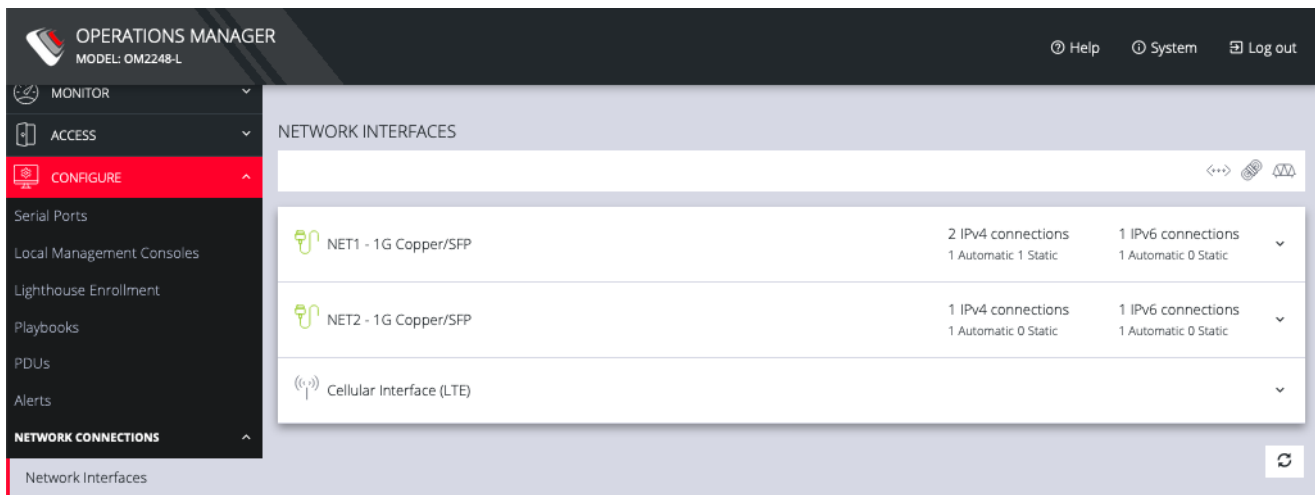 OPERATIONS MANAGER
MODEL: OM2248-L
Help
System
Log out
MONITOR
ACCESS
CONFIGURE
Serial Ports
Local Management Consoles
Lighthouse Enrollment
Playbooks
PDUs
Alerts
NETWORK CONNECTIONS
Network Interfaces
NETWORK INTERFACES
NET1 - 1G Copper/SFP
2 IPv4 connections
1 Automatic 1 Static
1 IPv6 connections
1 Automatic 0 Static
NET2 - 1G Copper/SFP
1 IPv4 connections
1 Automatic 0 Static
1 IPv6 connections
1 Automatic 0 Static
Cellular Interface (LTE)